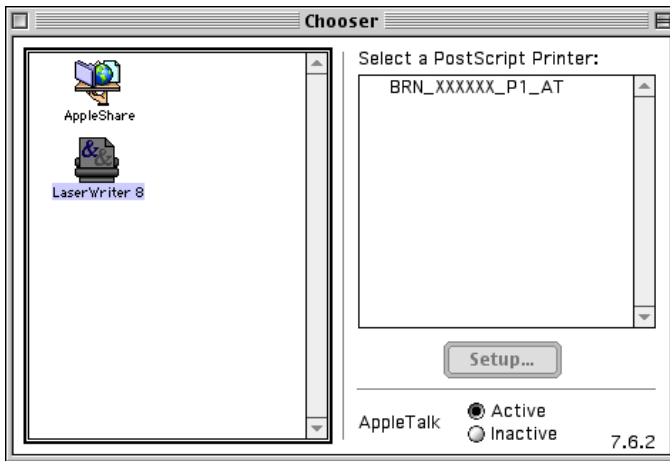 Chooser
AppleShare
LaserWriter 8
Select a PostScript Printer:
BRN_XXXXXX_P1_AT
Setup...
AppleTalk
Active
Inactive
7.6.2